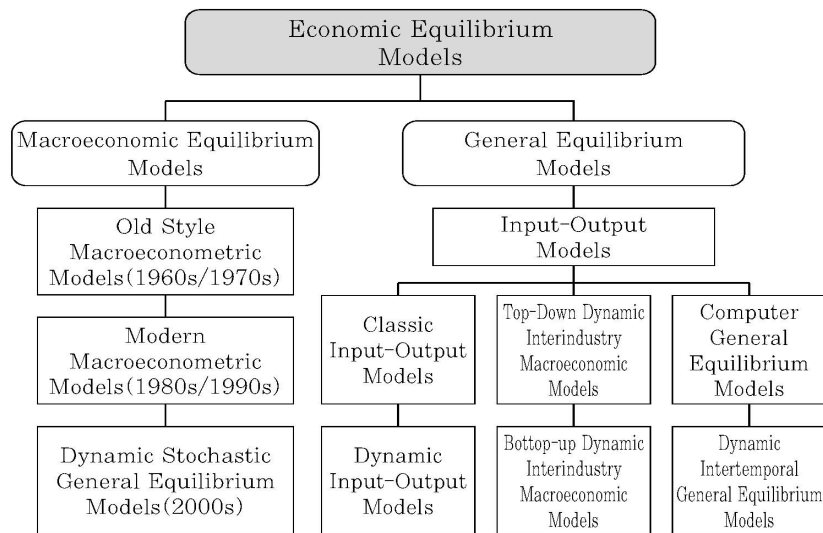 Economic Equilibrium
Models
Macroeconomic Equilibrium
Models
General Equilibrium
Models
Old Style
Macroeconometric
Models(1960s/1970s)
Input-Output
Models
Modern
Macroeconometric
Models(1980s/1990s)
Classic
Input-Output
Models
Top-Down Dynamic
Interindustry
Macroeconomic
Models
Computer
General
Equilibrium
Models
Dynamic Stochastic
General Equilibrium
Models(2000s)
Dynamic
Input-Output
Models
Bottop-up Dynamic
Interindustry
Macroeconomic
Models
Dynamic
Intertemporal
General Equilibrium
Models